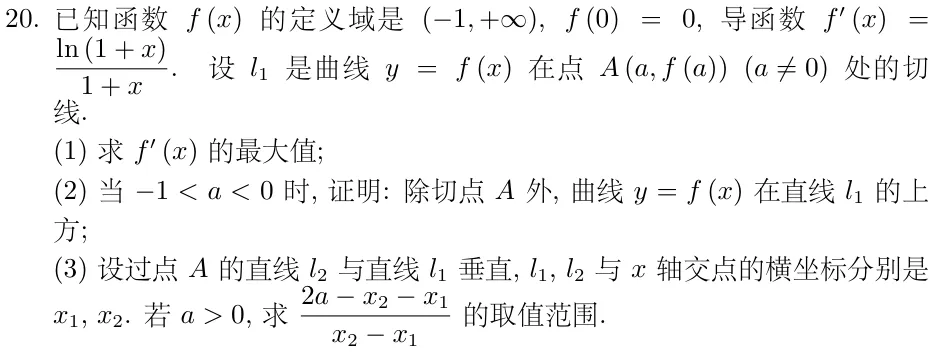 20. 已知函数 f (x) 的定义域是 (−1, +∞), f (0) = 0, 导函数 f′ (x) =
\frac{ln (1 + x)}{1 + x}. 设 l₁ 是曲线 y = f (x) 在点 A (a, f (a)) (a ≠ 0) 处的切
线.
(1) 求 f′ (x) 的最大值;
(2) 当 −1 < a < 0 时, 证明: 除切点 A 外, 曲线 y = f (x) 在直线 l₁ 的上
方;
(3) 设过点 A 的直线 l₂ 与直线 l₁ 垂直, l₁, l₂ 与 x 轴交点的横坐标分别是
x₁, x₂. 若 a > 0, 求 \frac{2a − x₂ − x₁}{x₂ − x₁} 的取值范围.